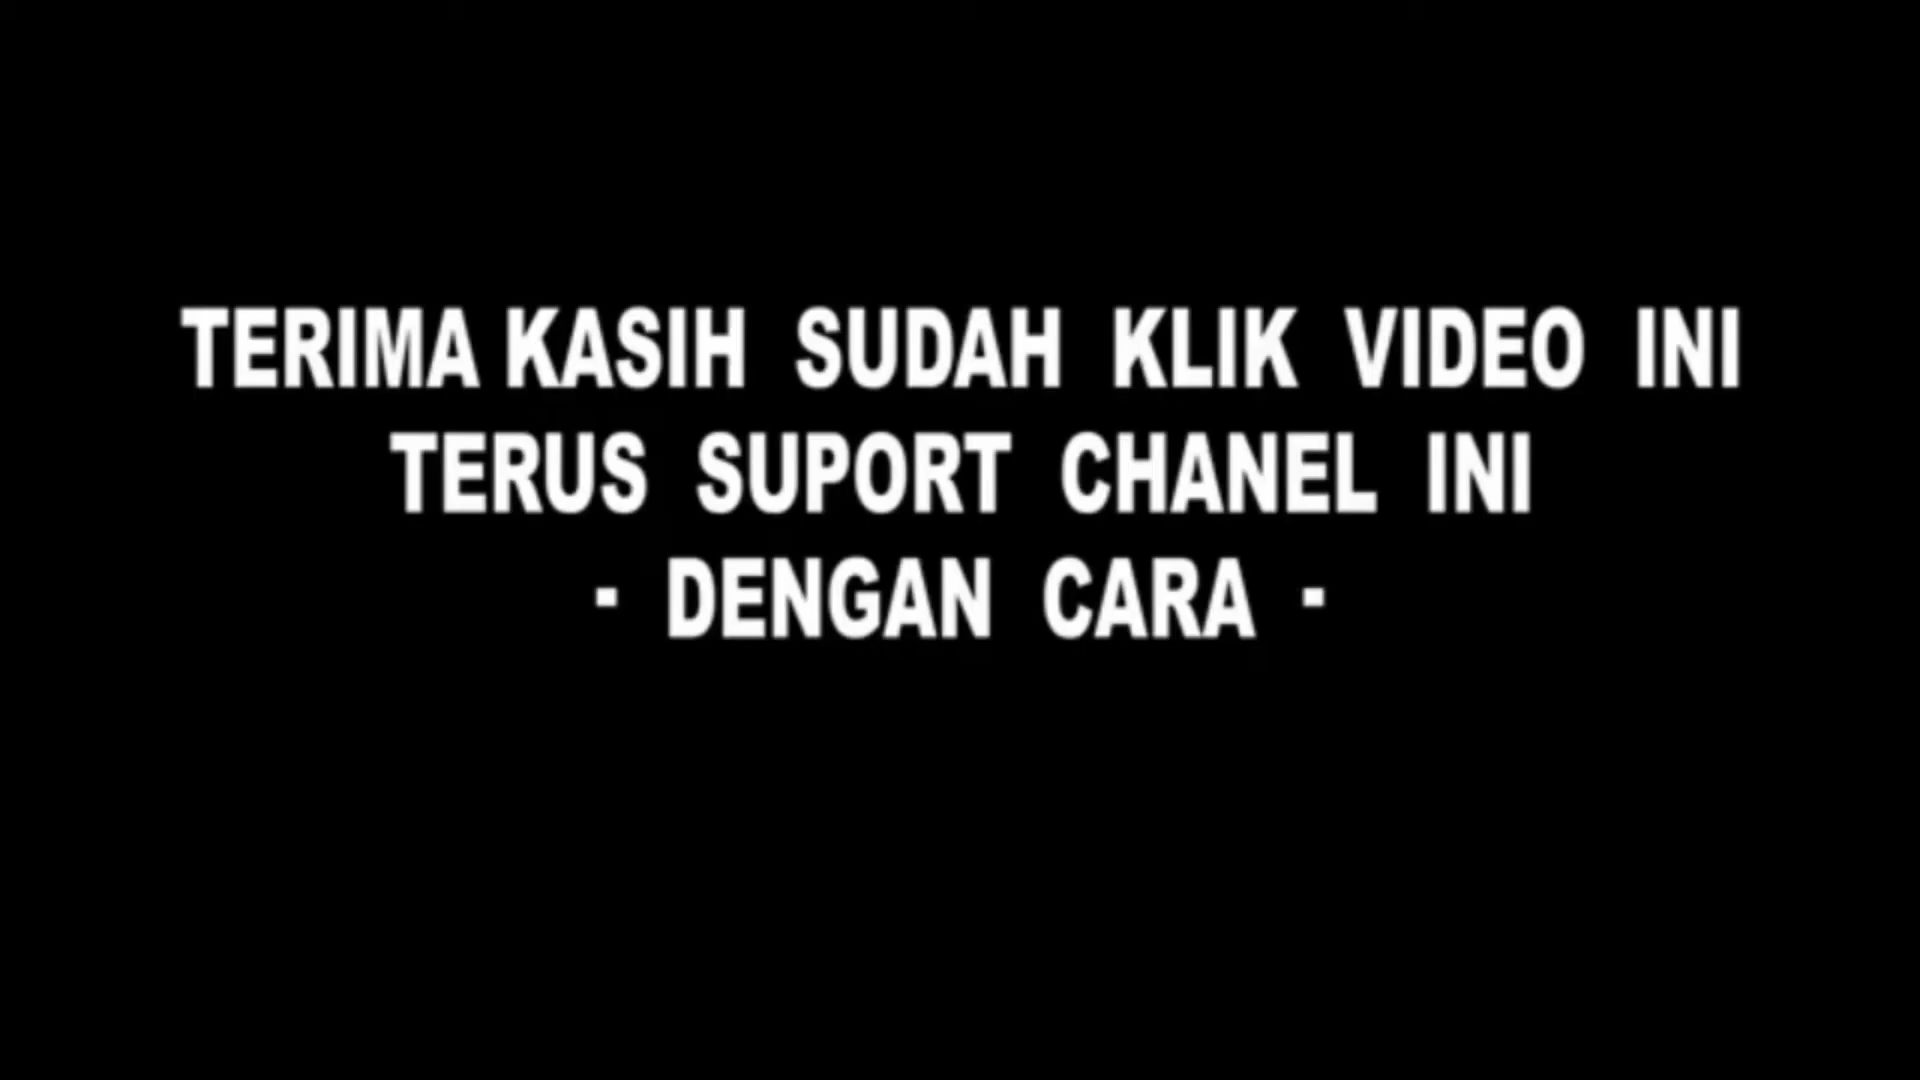 TERIMA KASIH SUDAH KLIK VIDEO INI
TERUS SUPORT CHANEL INI
- DENGAN CARA -